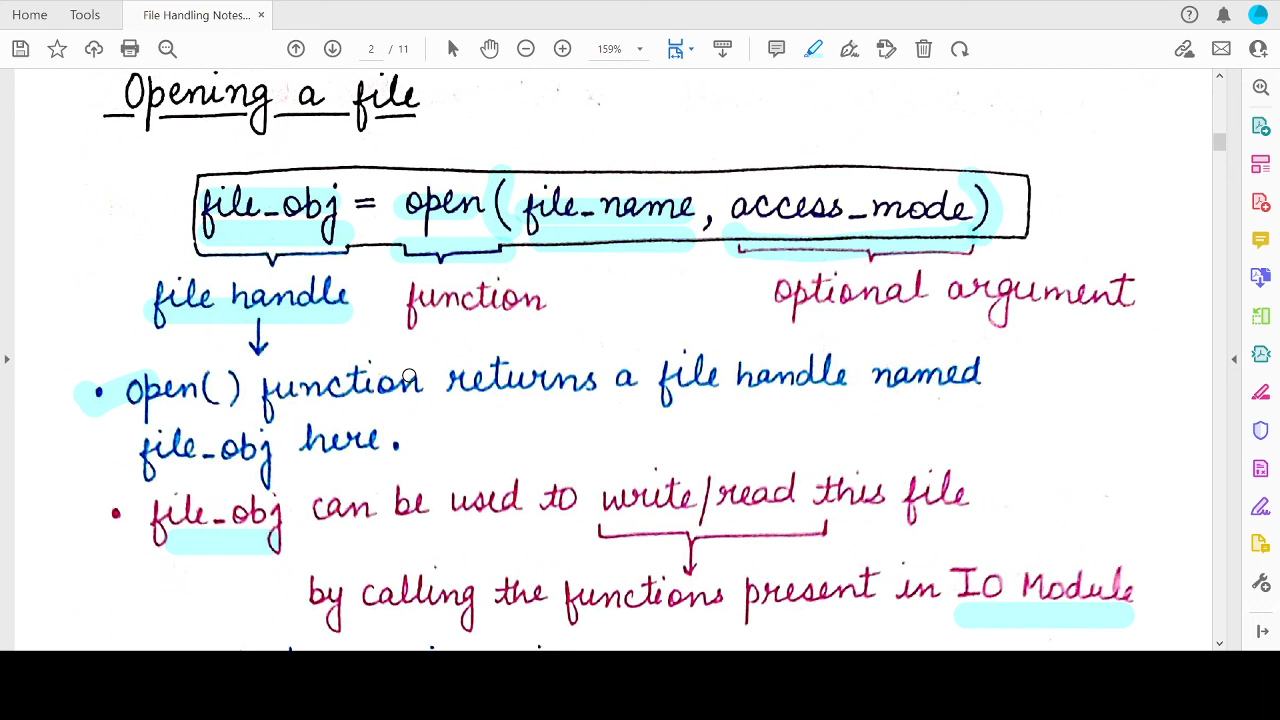 Home Tools File Handling Notes... ×
2 / 11 159%
Opening a file
file_obj = open(file_name, access_mode)
file handle function optional argument
• open() function returns a file handle named
file_obj here.
• file_obj can be used to write/read this file
by calling the functions present in IO Module